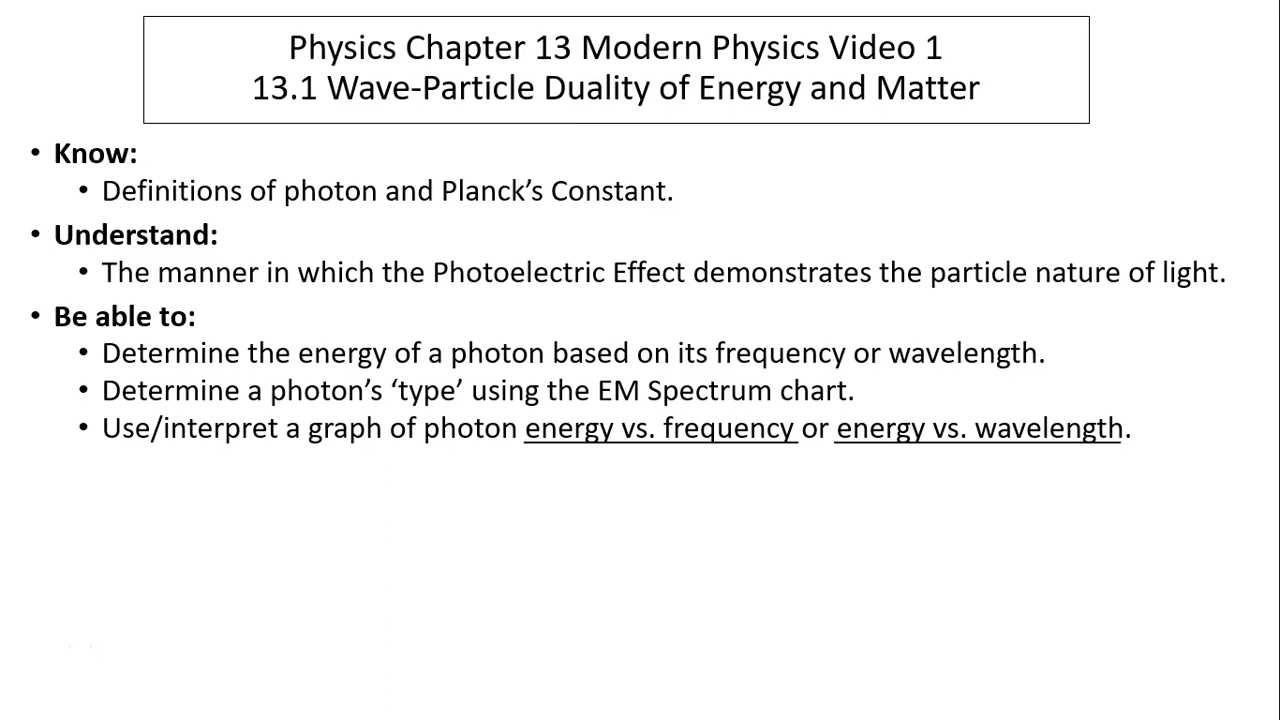 Physics Chapter 13 Modern Physics Video 1
13.1 Wave-Particle Duality of Energy and Matter
• Know:
• Definitions of photon and Planck’s Constant.
• Understand:
• The manner in which the Photoelectric Effect demonstrates the particle nature of light.
• Be able to:
• Determine the energy of a photon based on its frequency or wavelength.
• Determine a photon’s ‘type’ using the EM Spectrum chart.
• Use/interpret a graph of photon energy vs. frequency or energy vs. wavelength.